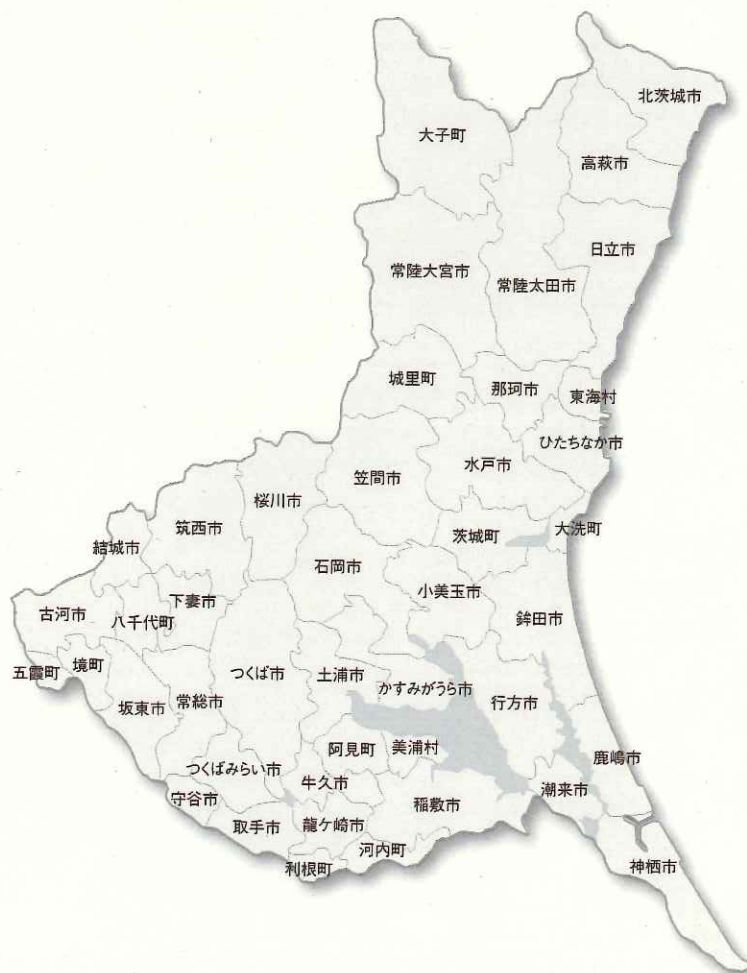 北茨城市
大子町
高萩市
日立市
常陸大宮市
常陸太田市
城里町
那珂市
東海村
ひたちなか市
水戸市
笠間市
桜川市
筑西市
茨城町
大洗町
結城市
石岡市
小美玉市
下妻市
古河市
八千代町
鉾田市
五霞町
境町
つくば市
土浦市
かすみがうら市
行方市
坂東市
常総市
阿見町
美浦村
鹿嶋市
つくばみらい市
牛久市
潮来市
守谷市
稲敷市
取手市
龍ケ崎市
河内町
利根町
神栖市